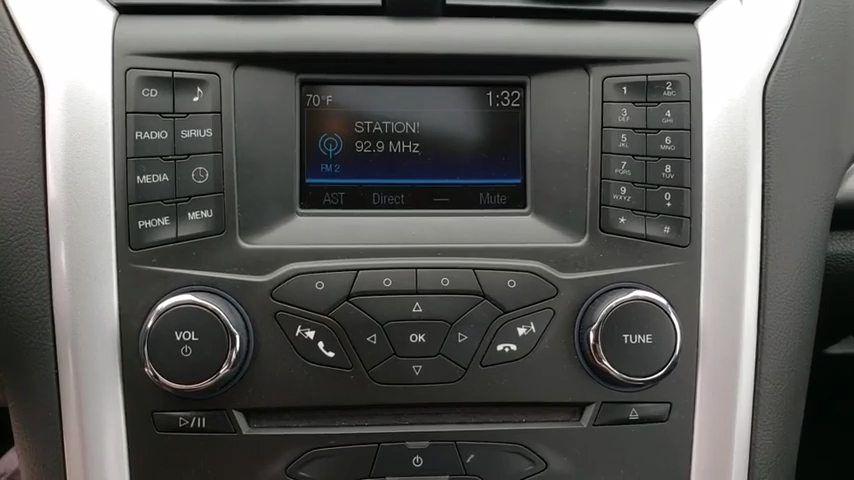 70°F 1:32
STATION!
92.9 MHz
FM 2
AST Direct — Mute
CD
RADIO SIRIUS
MEDIA
PHONE MENU
1 2 ABC
3 DEF 4 GHI
5 JKL 6 MNO
7 PQRS 8 TUV
9 WXYZ 0 +
* #
VOL
OK
TUNE